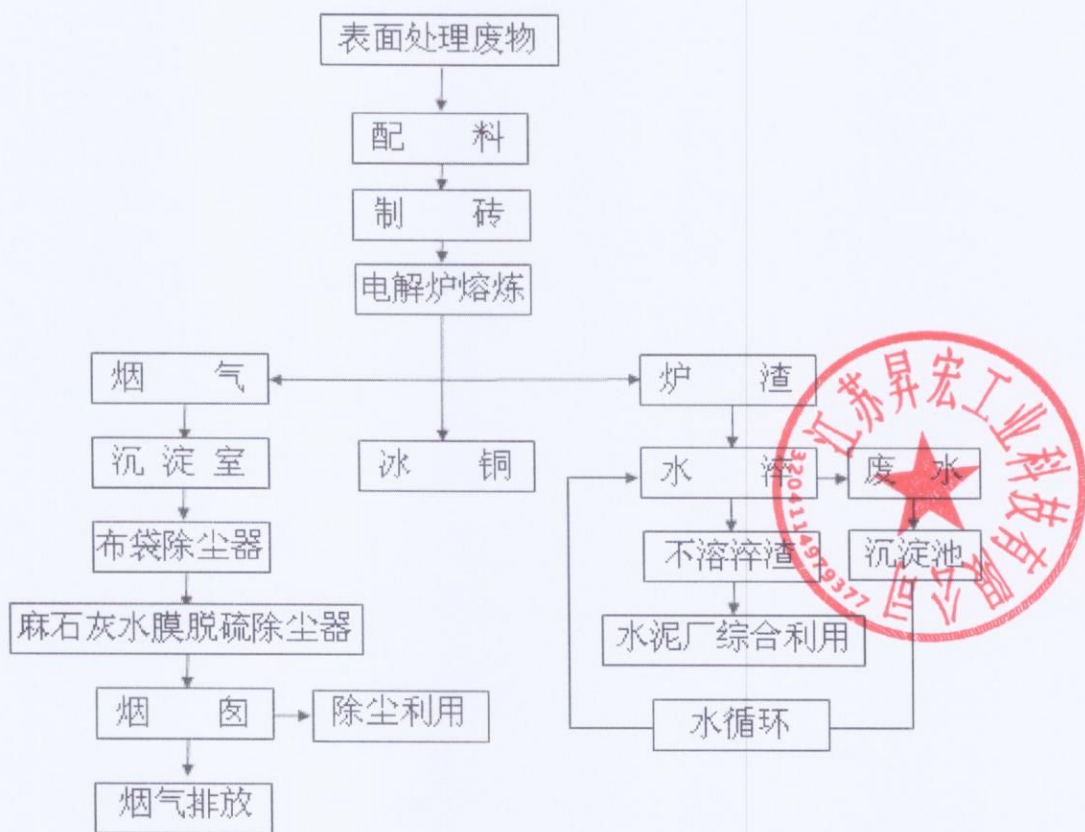 表面处理废物
配 料
制 砖
电解炉熔炼
烟 气
炉 渣
沉 淀 室
冰 铜
水 淬
废 水
布袋除尘器
不溶淬渣
沉淀池
麻石灰水膜脱硫除尘器
水泥厂综合利用
烟 囱
除尘利用
水循环
烟气排放
江苏昇宏工业科技有限公司
3204114979377